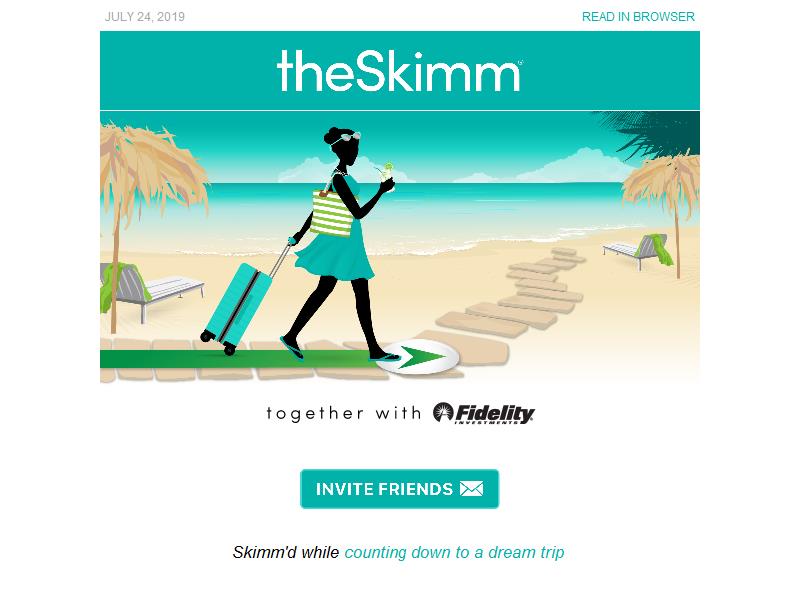 JULY 24, 2019
READ IN BROWSER
theSkimm®
together with Fidelity INVESTMENTS
INVITE FRIENDS
Skimm'd while counting down to a dream trip